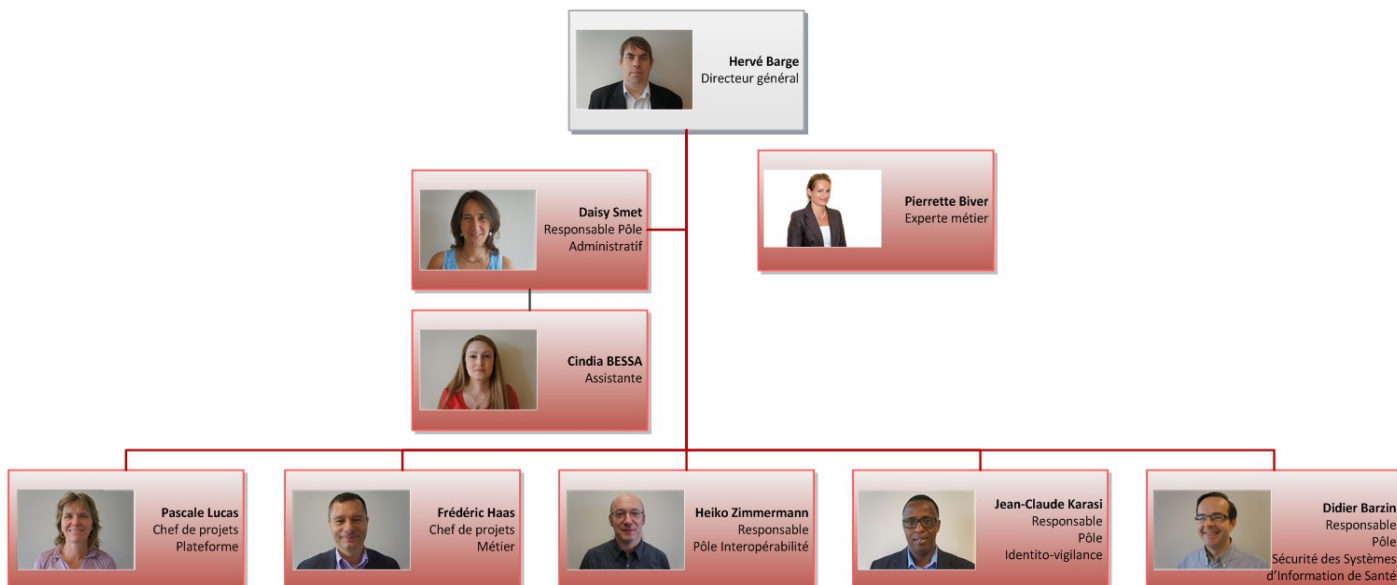 Hervé Barge
Directeur général
Daisy Smet
Responsable Pôle
Administratif
Pierrette Biver
Experte métier
Cindia BESSA
Assistante
Pascale Lucas
Chef de projets
Plateforme
Frédéric Haas
Chef de projets
Métier
Heiko Zimmermann
Responsable
Pôle Interopérabilité
Jean-Claude Karasi
Responsable
Pôle
Identito-vigilance
Didier Barzin
Responsable
Pôle
Sécurité des Systèmes
d'Information de Santé